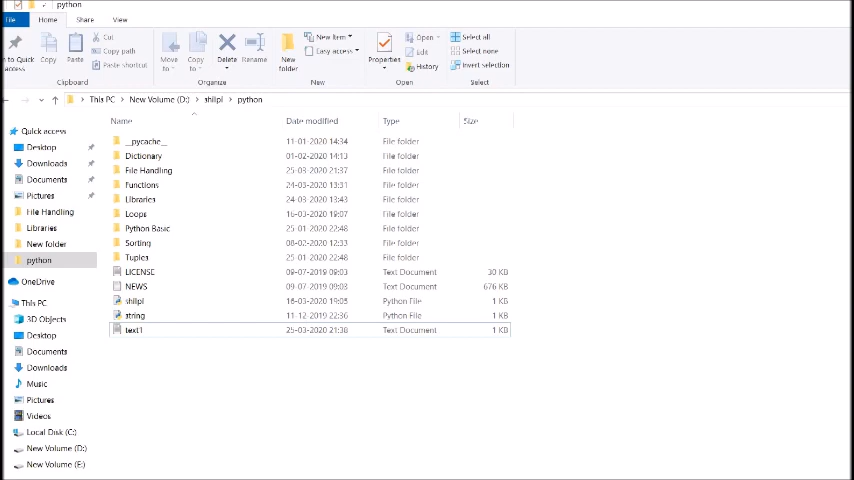 python
File Home Share View
Cut
Copy path
Paste shortcut
n to Quick access
Copy
Paste
Move to
Copy to
Delete
Rename
New folder
New item
Easy access
Properties
Open
Edit
History
Select all
Select none
Invert selection
Clipboard Organize New Open Select
This PC New Volume (D:) shilpi python
Name Date modified Type Size
__pycache__ 11-01-2020 14:34 File folder
Dictionary 01-02-2020 14:13 File folder
File Handling 25-03-2020 21:37 File folder
Functions 24-03-2020 13:31 File folder
Libraries 24-03-2020 13:43 File folder
Loops 16-03-2020 19:07 File folder
Python Basic 25-01-2020 22:48 File folder
Sorting 08-02-2020 12:33 File folder
Tuples 25-01-2020 22:48 File folder
LICENSE 09-07-2019 09:03 Text Document 30 KB
NEWS 09-07-2019 09:03 Text Document 676 KB
shilpi 16-03-2020 19:05 Python File 1 KB
string 11-12-2019 22:36 Python File 1 KB
text1 25-03-2020 21:38 Text Document 1 KB
Quick access
Desktop
Downloads
Documents
Pictures
File Handling
Libraries
New folder
python
OneDrive
This PC
3D Objects
Desktop
Documents
Downloads
Music
Pictures
Videos
Local Disk (C:)
New Volume (D:)
New Volume (E:)